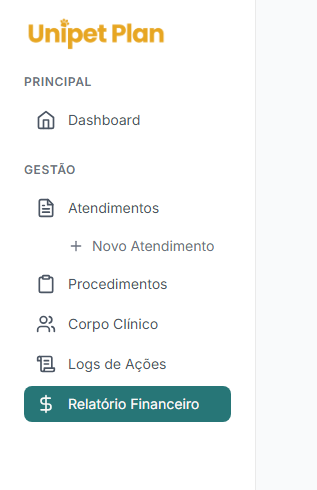 Unipet Plan
PRINCIPAL
Dashboard
GESTÃO
Atendimentos
+ Novo Atendimento
Procedimentos
Corpo Clínico
Logs de Ações
Relatório Financeiro